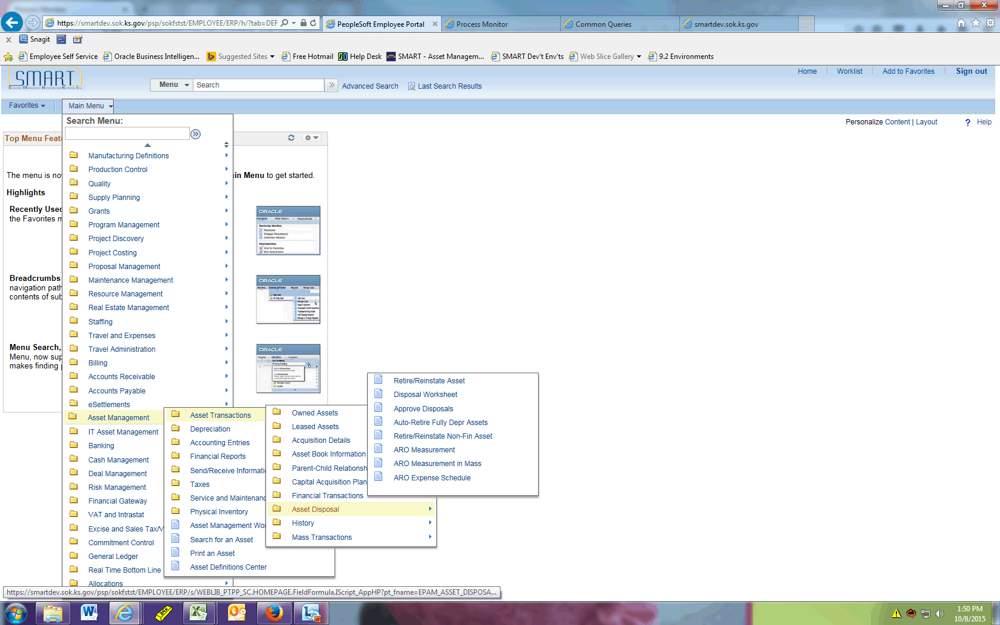 https://smartdev.sok.ks.gov/psp/sokfstst/EMPLOYEE/ERP/h/?tab=DEF
PeopleSoft Employee Portal
Process Monitor
Common Queries
smartdev.sok.ks.gov
x Snagit
Employee Self Service
Oracle Business Intelligen...
Suggested Sites
Free Hotmail
Help Desk
SMART - Asset Managem...
SMART Dev't Env'ts
Web Slice Gallery
9.2 Environments
SMART
Home
Worklist
Add to Favorites
Sign out
Menu
Search
Advanced Search
Last Search Results
Favorites
Main Menu
Personalize Content | Layout
? Help
Search Menu:
Top Menu Featu
The menu is nov
in Menu to get started.
Highlights
Recently Used
the Favorites m
Breadcrumbs
navigation path
contents of sub
Menu Search,
Menu, now sup
makes finding p
ORACLE
ORACLE
ORACLE
Manufacturing Definitions
Production Control
Quality
Supply Planning
Grants
Program Management
Project Discovery
Project Costing
Proposal Management
Maintenance Management
Resource Management
Real Estate Management
Staffing
Travel and Expenses
Travel Administration
Billing
Accounts Receivable
Accounts Payable
eSettlements
Asset Management
IT Asset Management
Banking
Cash Management
Deal Management
Risk Management
Financial Gateway
VAT and Intrastat
Excise and Sales Tax/V
Commitment Control
General Ledger
Real Time Bottom Line
Allocations
Asset Transactions
Depreciation
Accounting Entries
Financial Reports
Send/Receive Informati
Taxes
Service and Maintenanc
Physical Inventory
Asset Management Wor
Search for an Asset
Print an Asset
Asset Definitions Center
Owned Assets
Leased Assets
Acquisition Details
Asset Book Information
Parent-Child Relationsh
Capital Acquisition Plan
Financial Transactions
Asset Disposal
History
Mass Transactions
Retire/Reinstate Asset
Disposal Worksheet
Approve Disposals
Auto-Retire Fully Depr Assets
Retire/Reinstate Non-Fin Asset
ARO Measurement
ARO Measurement in Mass
ARO Expense Schedule
https://smartdev.sok.ks.gov/psp/sokfstst/EMPLOYEE/ERP/s/WEBLIB_PTPP_SC.HOMEPAGE.FieldFormula.IScript_AppHP?pt_fname=EPAM_ASSET_DISPOSA...
1:50 PM
10/8/2015